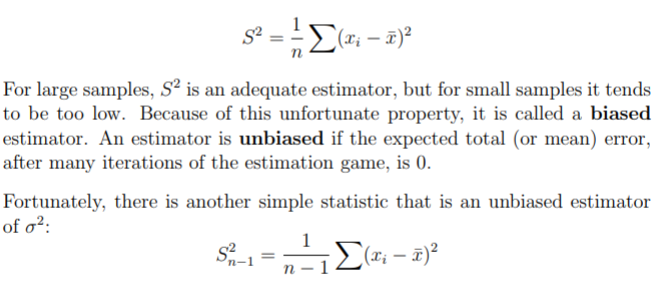 S² = 1/n ∑(xᵢ − x̄)²
For large samples, S² is an adequate estimator, but for small samples it tends
to be too low. Because of this unfortunate property, it is called a biased
estimator. An estimator is unbiased if the expected total (or mean) error,
after many iterations of the estimation game, is 0.
Fortunately, there is another simple statistic that is an unbiased estimator
of σ²:
S²ₙ₋₁ = 1/(n − 1) ∑(xᵢ − x̄)²